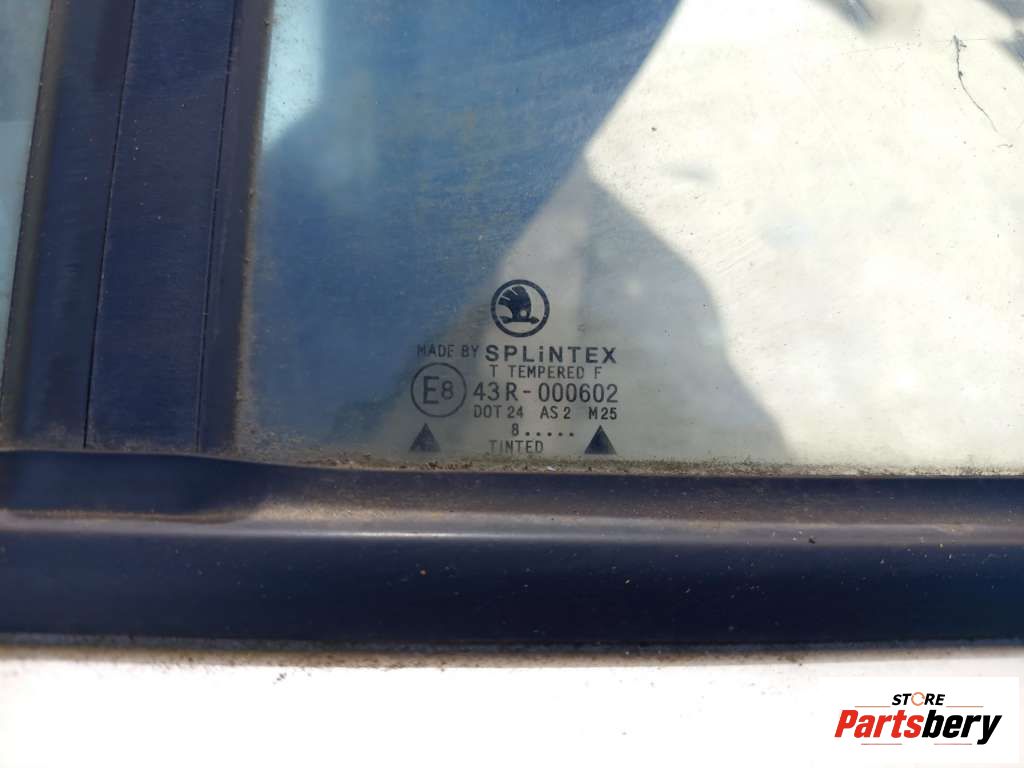 MADE BY SPLiNTEX
T TEMPERED F
E8 43R-000602
DOT 24 AS 2 M25
8.....
TINTED
STORE
Partsbery